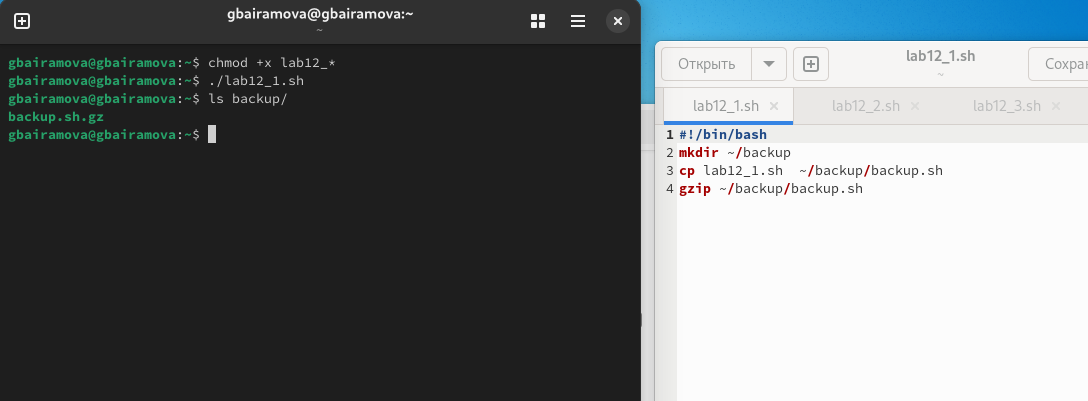 gbairamova@gbairamova:~
~
gbairamova@gbairamova:~$ chmod +x lab12_*
gbairamova@gbairamova:~$ ./lab12_1.sh
gbairamova@gbairamova:~$ ls backup/
backup.sh.gz
gbairamova@gbairamova:~$
Открыть
lab12_1.sh
~
lab12_1.sh
lab12_2.sh
lab12_3.sh
1 #!/bin/bash
2 mkdir ~/backup
3 cp lab12_1.sh  ~/backup/backup.sh
4 gzip ~/backup/backup.sh